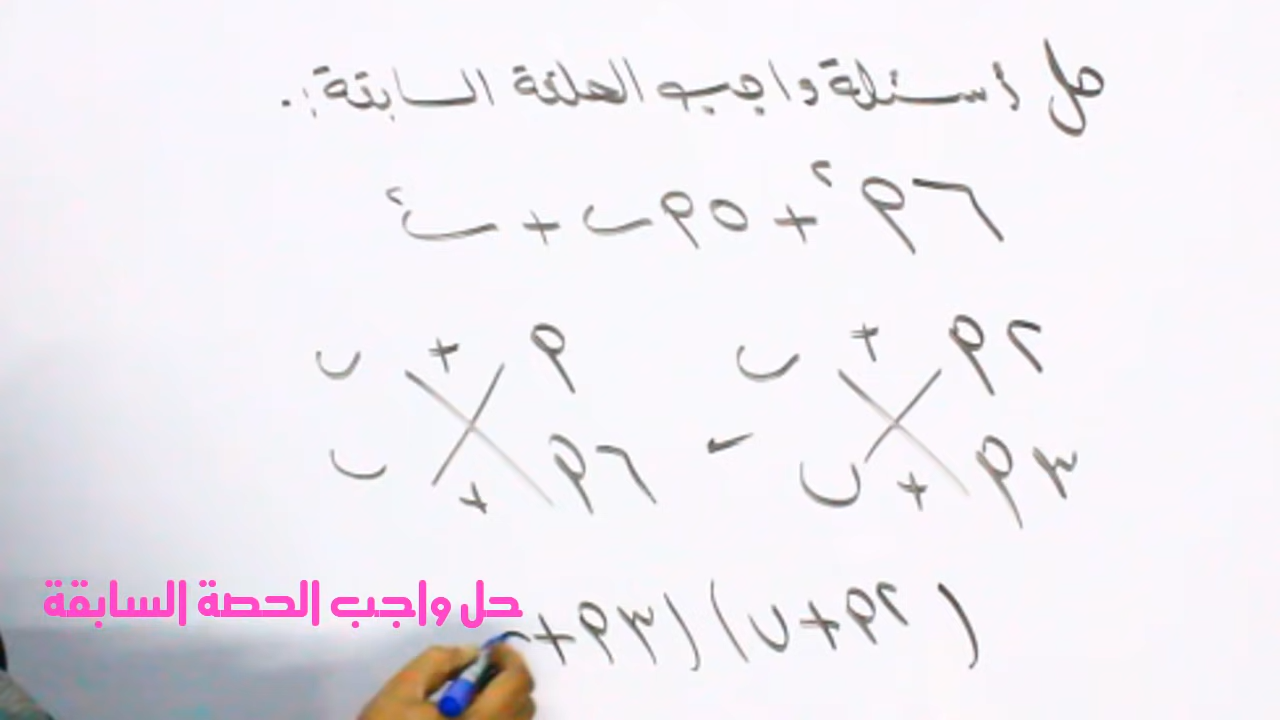 حل أسئلة واجب الحلقة السابقة :.
٦م٢ + ٥م ب + ب٢
٢م + ب م + ب
٣م + ب - ٦م + ب
(٢م + ب) (٣م +
حل واجب الحصة السابقة